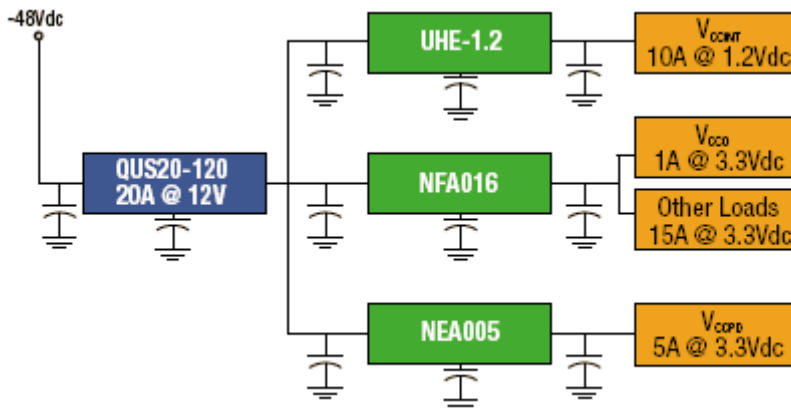 -48Vdc
QUS20-120
20A @ 12V
UHE-1.2
VCCINT
10A @ 1.2Vdc
NFA016
VCCO
1A @ 3.3Vdc
Other Loads
15A @ 3.3Vdc
NEA005
VCCPD
5A @ 3.3Vdc